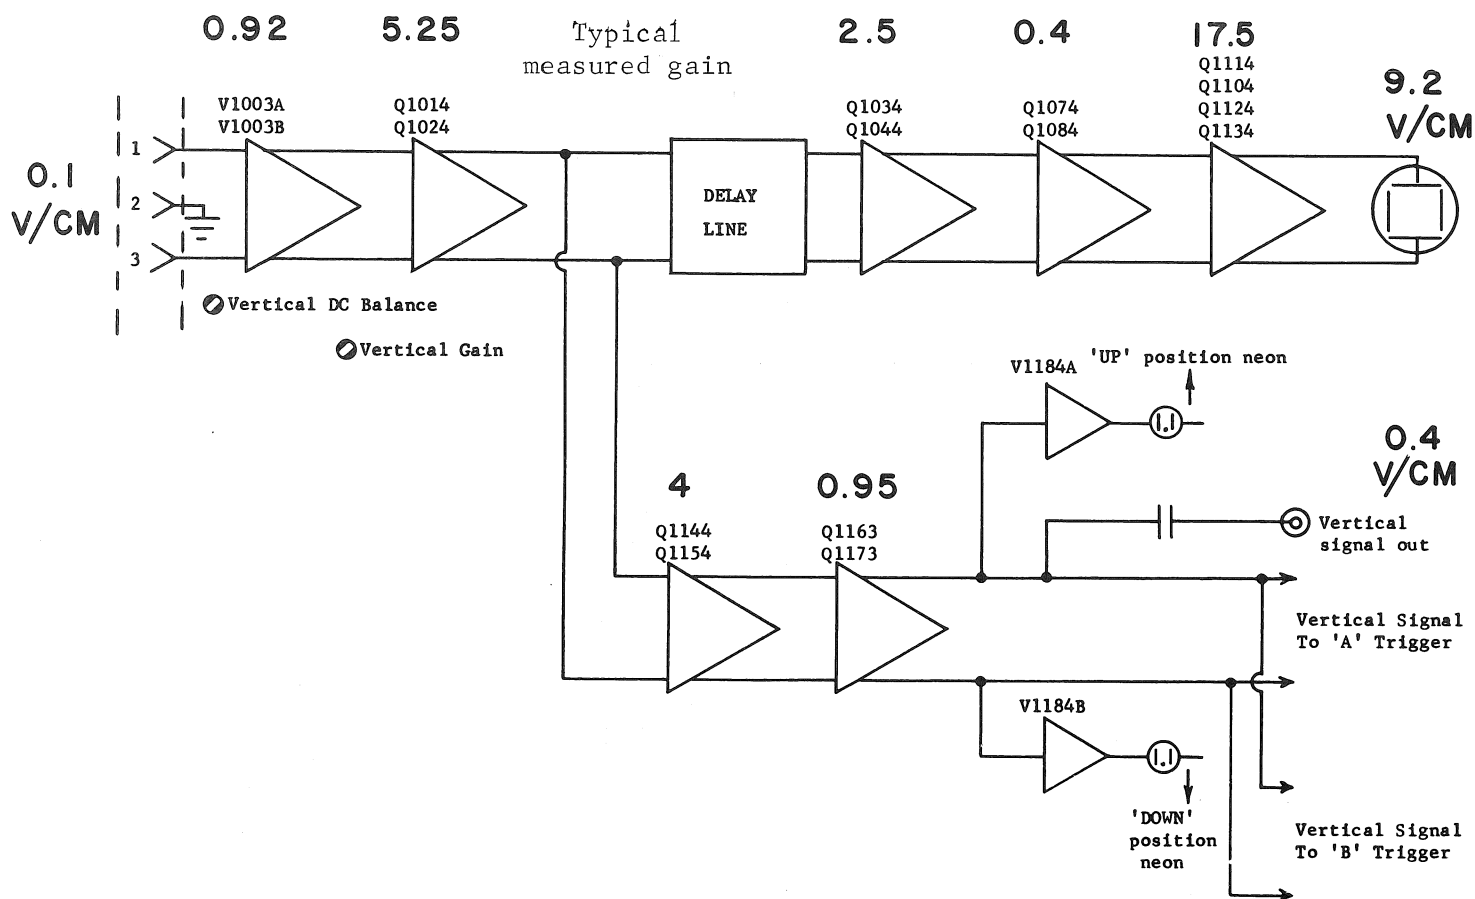 0.92 5.25 Typical 2.5 0.4 17.5
measured gain
Q1114
Q1104
Q1124
Q1134
9.2
V/CM
V1003A
V1003B
Q1014
Q1024
Q1034
Q1044
Q1074
Q1084
0.1
V/CM
1
2
3
DELAY
LINE
Vertical DC Balance
Vertical Gain
V1184A
'UP' position neon
0.4
V/CM
4
0.95
Q1144
Q1154
Q1163
Q1173
Vertical
signal out
Vertical Signal
To 'A' Trigger
V1184B
'DOWN'
position
neon
Vertical Signal
To 'B' Trigger